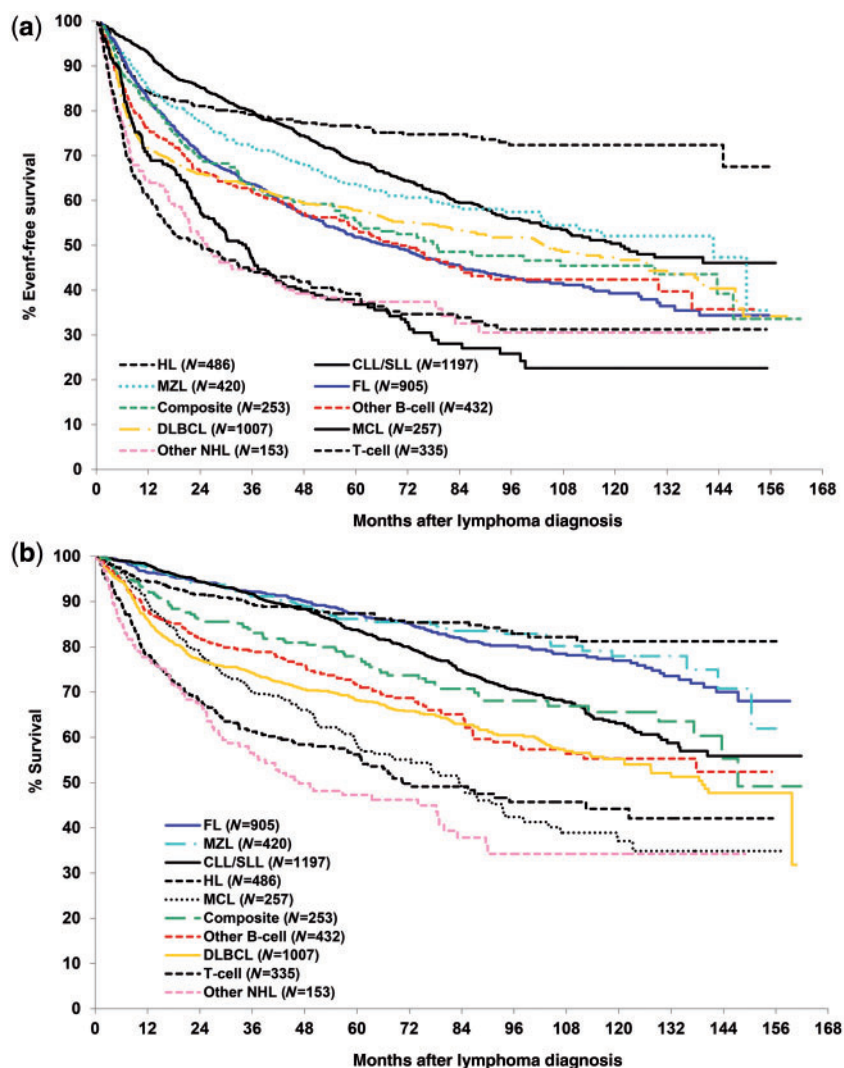 (a)
100
90
80
70
60
50
40
30
20
10
0
% Event-free survival
HL (N=486)
CLL/SLL (N=1197)
MZL (N=420)
FL (N=905)
Composite (N=253)
Other B-cell (N=432)
DLBCL (N=1007)
MCL (N=257)
Other NHL (N=153)
T-cell (N=335)
0 12 24 36 48 60 72 84 96 108 120 132 144 156 168
Months after lymphoma diagnosis
(b)
100
90
80
70
60
50
40
30
20
10
0
% Survival
FL (N=905)
MZL (N=420)
CLL/SLL (N=1197)
HL (N=486)
MCL (N=257)
Composite (N=253)
Other B-cell (N=432)
DLBCL (N=1007)
T-cell (N=335)
Other NHL (N=153)
0 12 24 36 48 60 72 84 96 108 120 132 144 156 168
Months after lymphoma diagnosis